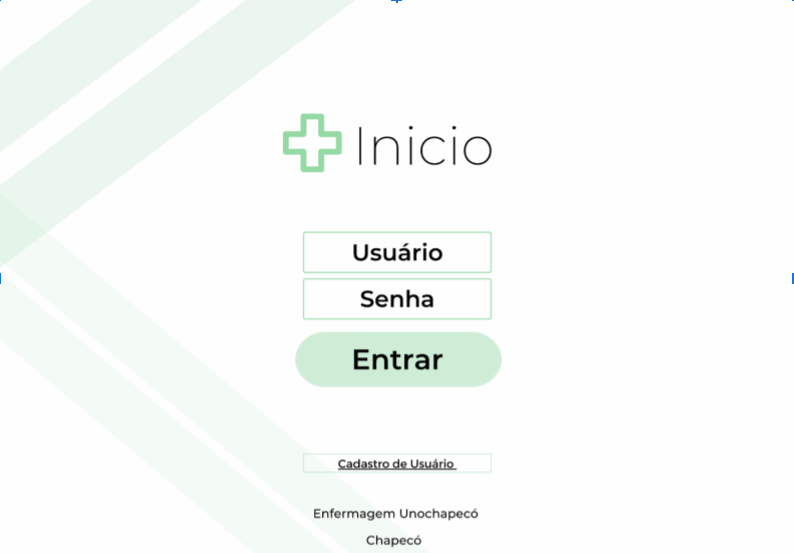 Inicio
Usuário
Senha
Entrar
Cadastro de Usuário
Enfermagem Unochapecó
Chapecó